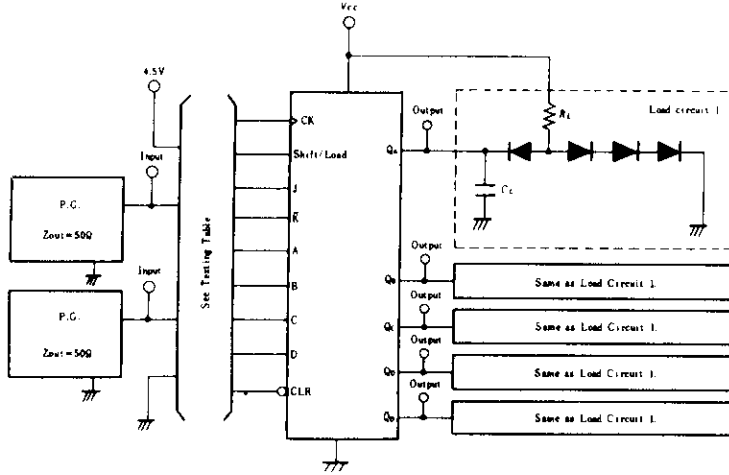 Vcc
4.5V
Load circuit 1
RL
Output
CK
QA
Input
Shift/Load
P.G.
Zout=50Ω
J
K̄
CL
A
See Testing Table
Output
QB
Same as Load Circuit 1.
Input
B
Output
P.G.
Zout=50Ω
C
QC
Same as Load Circuit 1.
Output
D
QD
Same as Load Circuit 1.
Output
CLR
Same as Load Circuit 1.